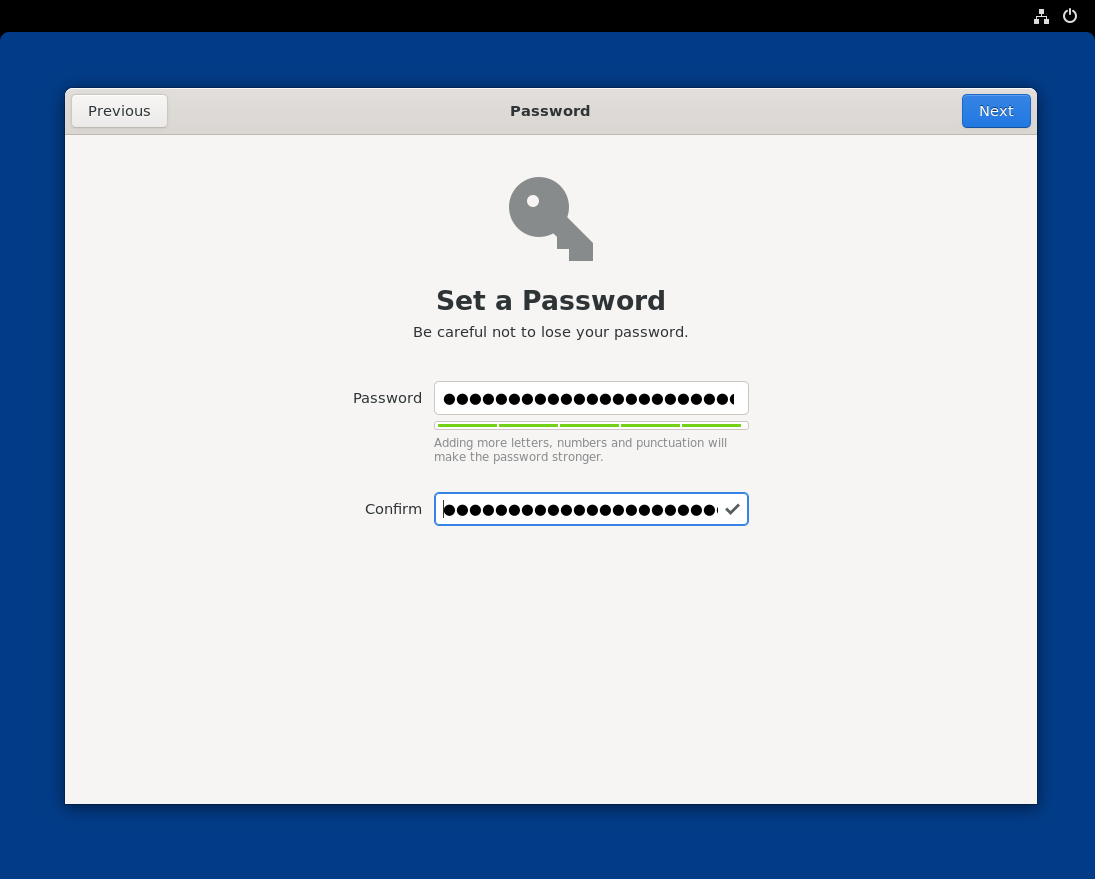 Previous
Password
Next
Set a Password
Be careful not to lose your password.
Password
Adding more letters, numbers and punctuation will
make the password stronger.
Confirm